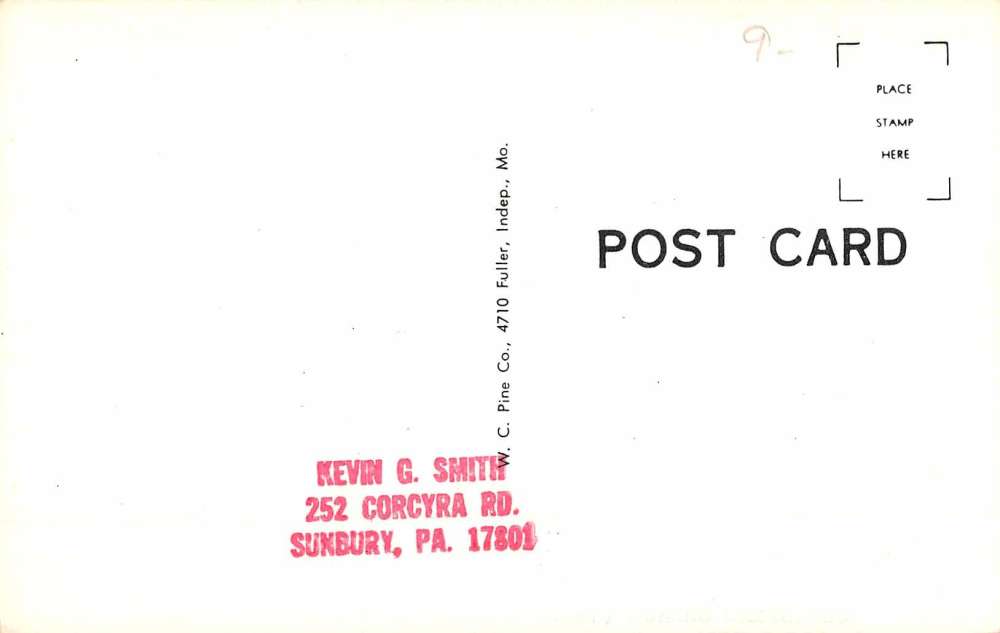 9-
PLACE
STAMP
HERE
POST CARD
W. C. Pine Co., 4710 Fuller, Indep., Mo.
KEVIN G. SMITH
252 CORCYRA RD.
SUNBURY, PA. 17801